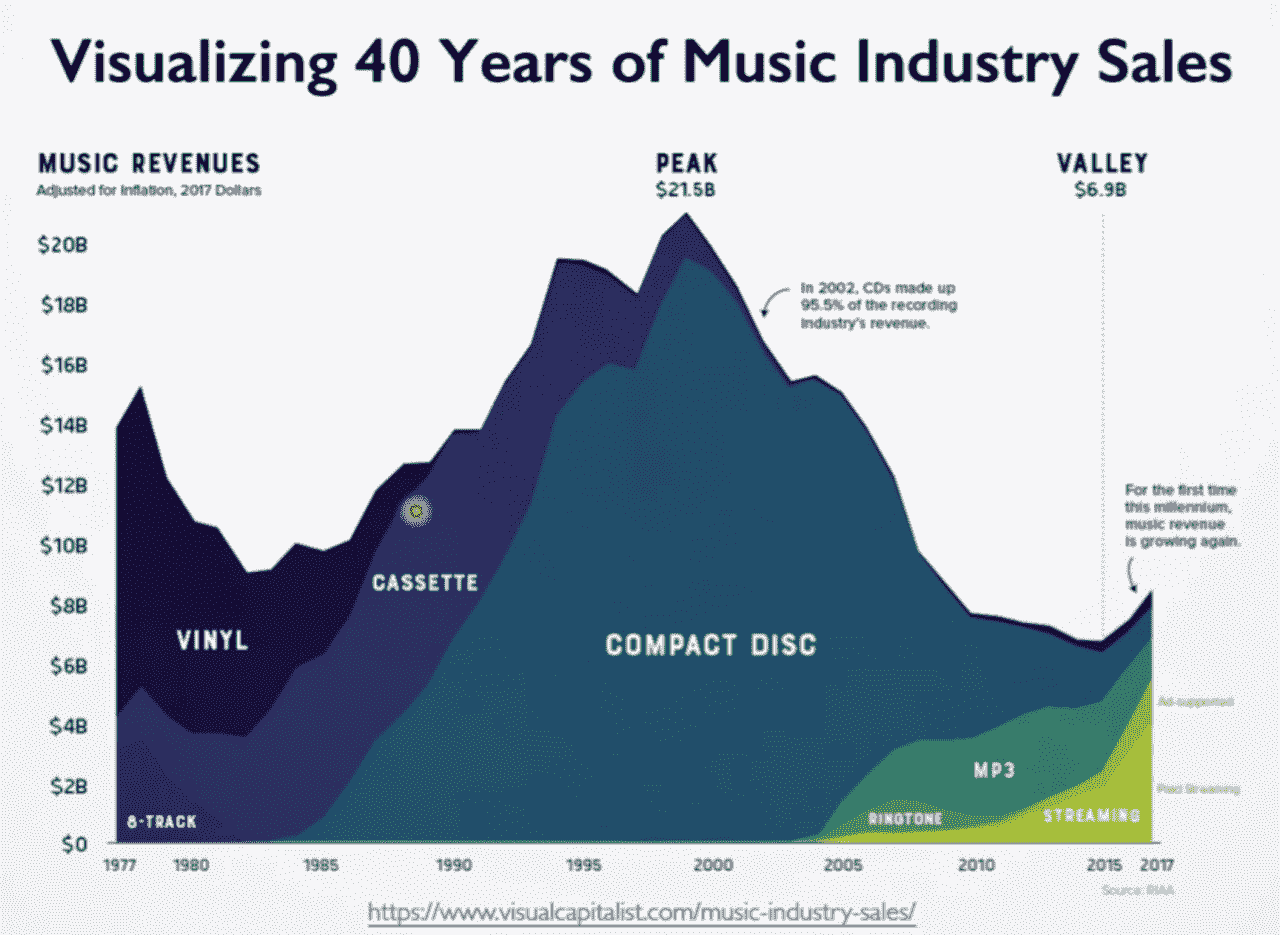 Visualizing 40 Years of Music Industry Sales
MUSIC REVENUES
Adjusted for Inflation, 2017 Dollars
PEAK
$21.5B
VALLEY
$6.9B
$20B
$18B
$16B
$14B
$12B
$10B
$8B
$6B
$4B
$2B
$0
In 2002, CDs made up
95.5% of the recording
industry's revenue.
For the first time
this millennium,
music revenue
is growing again.
VINYL
8-TRACK
CASSETTE
COMPACT DISC
MP3
RINGTONE
STREAMING
Ad-supported
Paid Streaming
1977 1980 1985 1990 1995 2000 2005 2010 2015 2017
Source: RIAA
https://www.visualcapitalist.com/music-industry-sales/